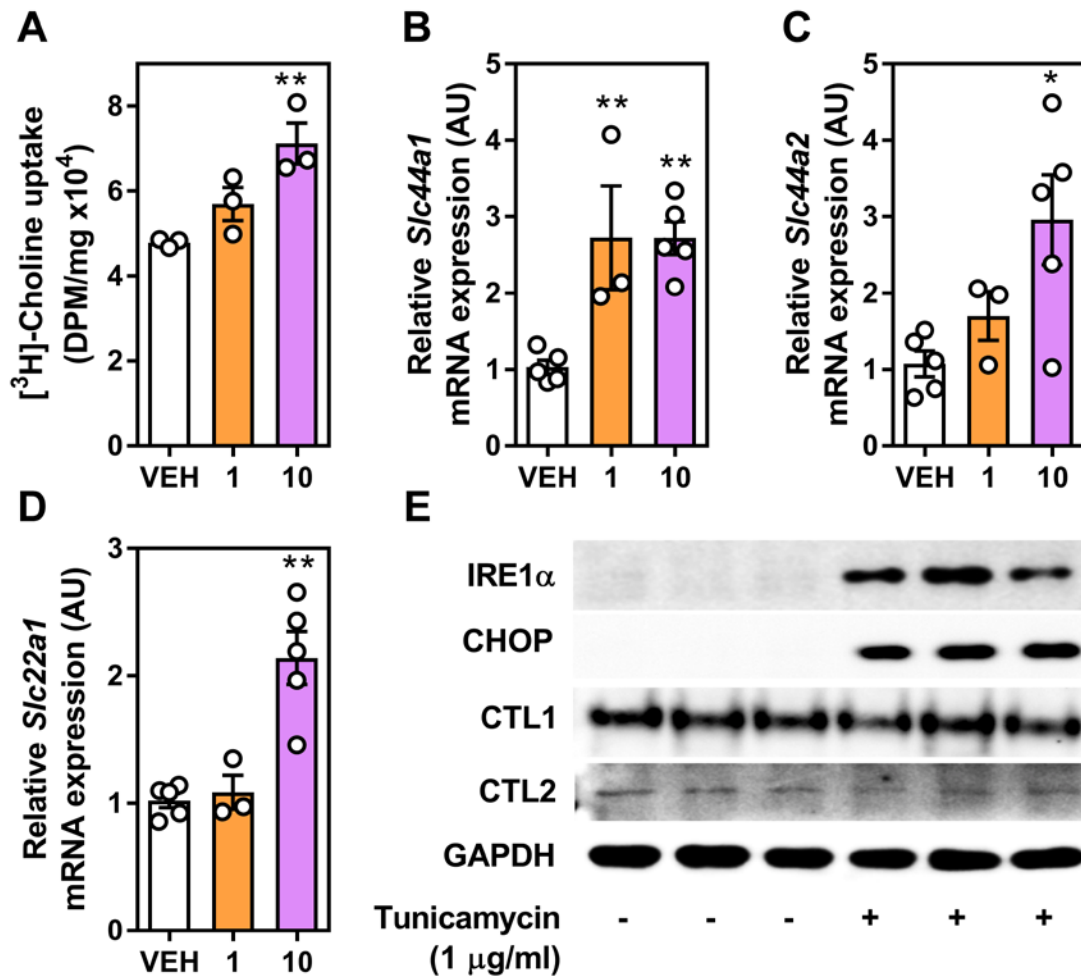 A
[³H]-Choline uptake
(DPM/mg x10⁴)
8
6
4
2
0
**
VEH 1 10
B
Relative Slc44a1
mRNA expression (AU)
5
4
3
2
1
0
**
**
VEH 1 10
C
Relative Slc44a2
mRNA expression (AU)
5
4
3
2
1
0
*
VEH 1 10
D
Relative Slc22a1
mRNA expression (AU)
3
2
1
0
**
VEH 1 10
E
IRE1α
CHOP
CTL1
CTL2
GAPDH
Tunicamycin - - - + + +
(1 μg/ml)